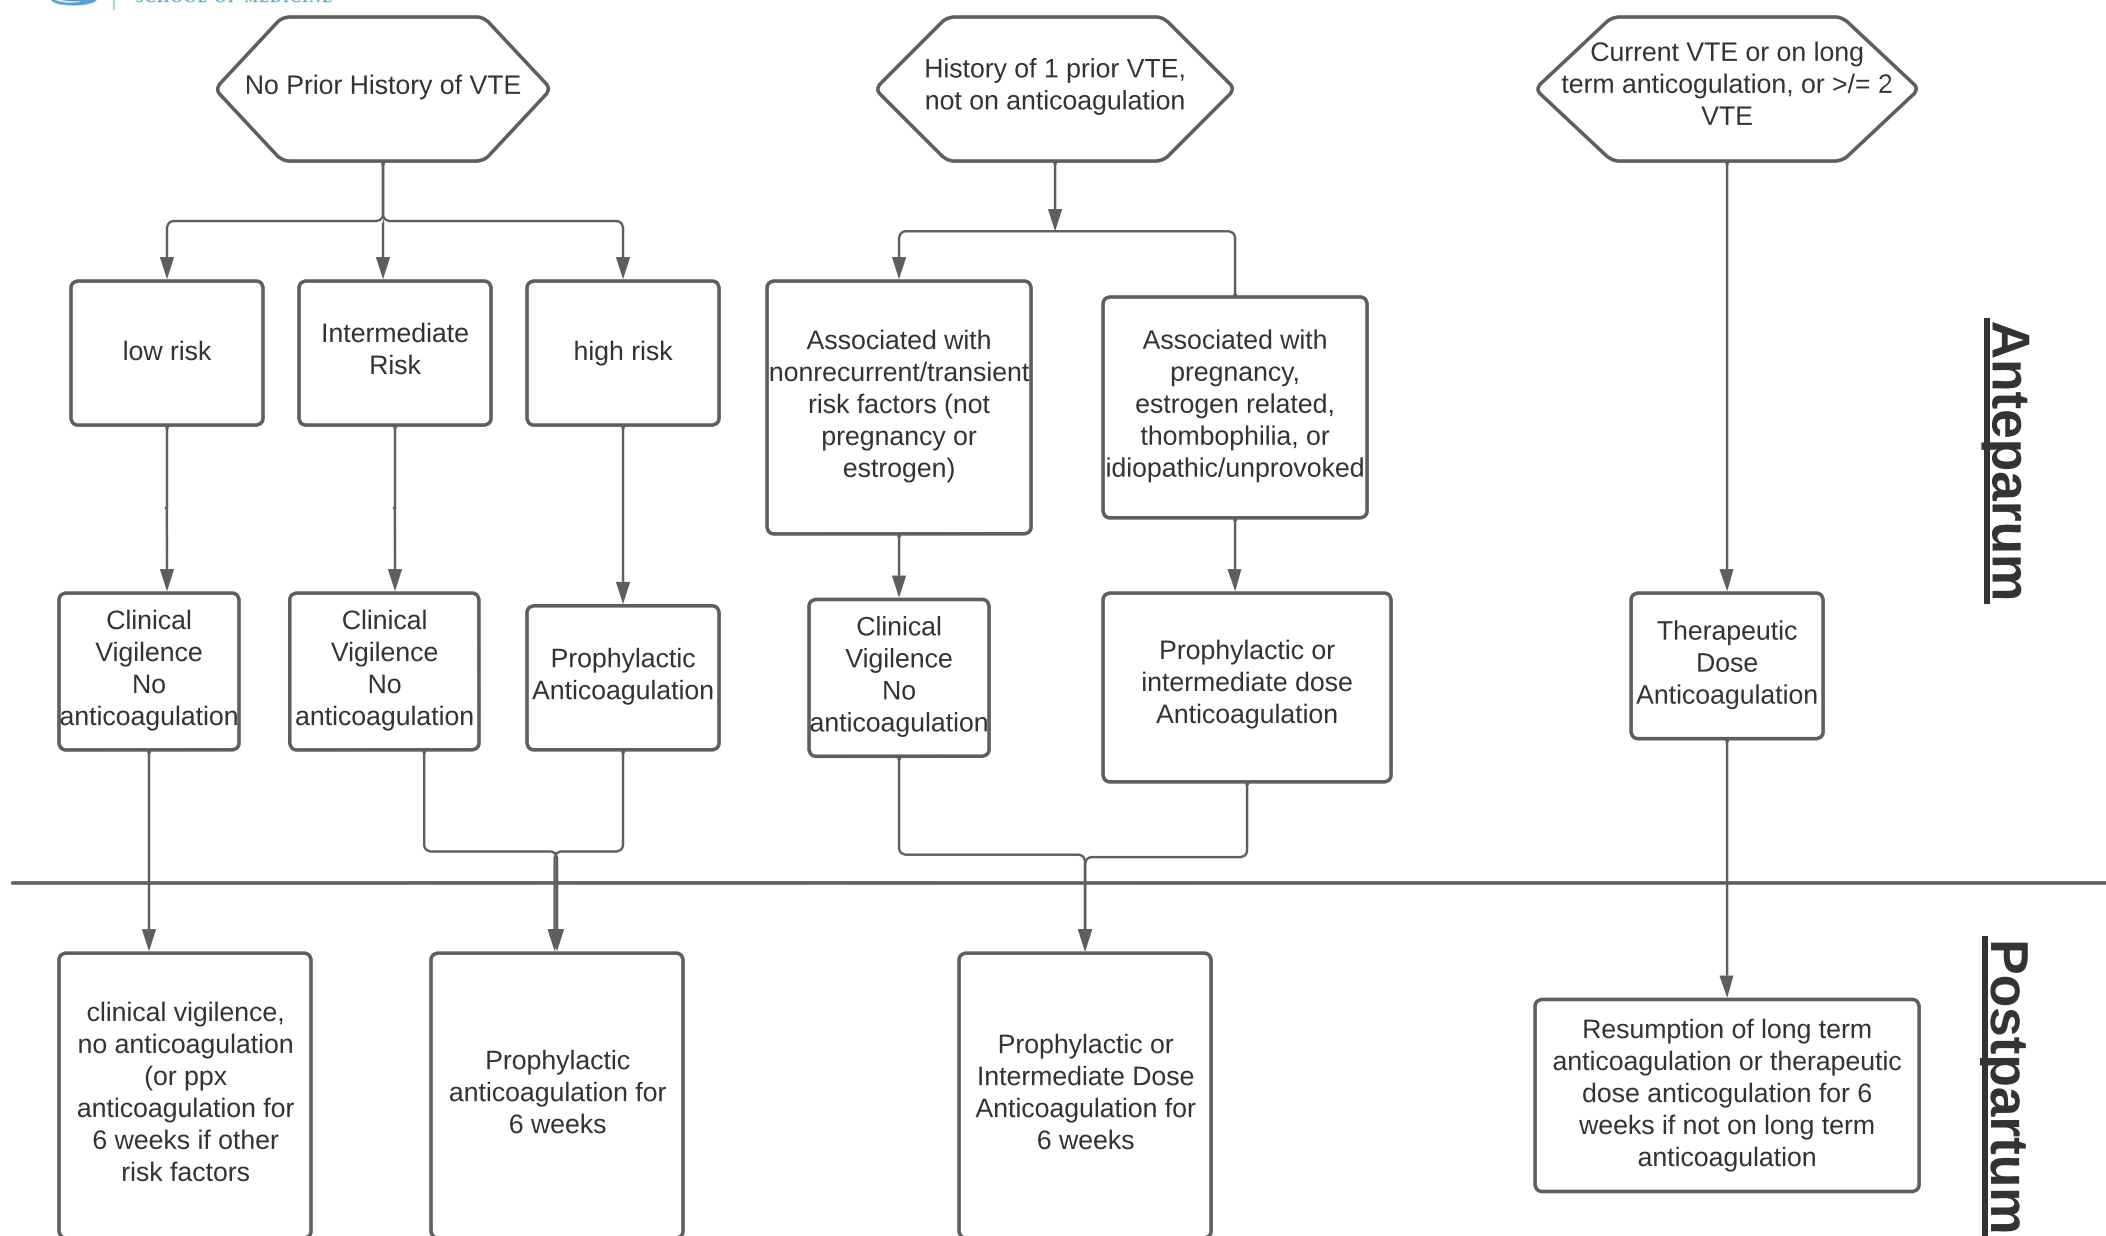 SCHOOL OF MEDICINE
No Prior History of VTE
History of 1 prior VTE,
not on anticoagulation
Current VTE or on long
term anticogulation, or >/= 2
VTE
low risk
Intermediate
Risk
high risk
Associated with
nonrecurrent/transient
risk factors (not
pregnancy or
estrogen)
Associated with
pregnancy,
estrogen related,
thombophilia, or
idiopathic/unprovoked
Anteparum
Clinical
Vigilence
No
anticoagulation
Clinical
Vigilence
No
anticoagulation
Prophylactic
Anticoagulation
Clinical
Vigilence
No
anticoagulation
Prophylactic or
intermediate dose
Anticoagulation
Therapeutic
Dose
Anticoagulation
clinical vigilence,
no anticoagulation
(or ppx
anticoagulation for
6 weeks if other
risk factors
Prophylactic
anticoagulation for
6 weeks
Prophylactic or
Intermediate Dose
Anticoagulation for
6 weeks
Resumption of long term
anticoagulation or therapeutic
dose anticogulation for 6
weeks if not on long term
anticoagulation
Postpartum